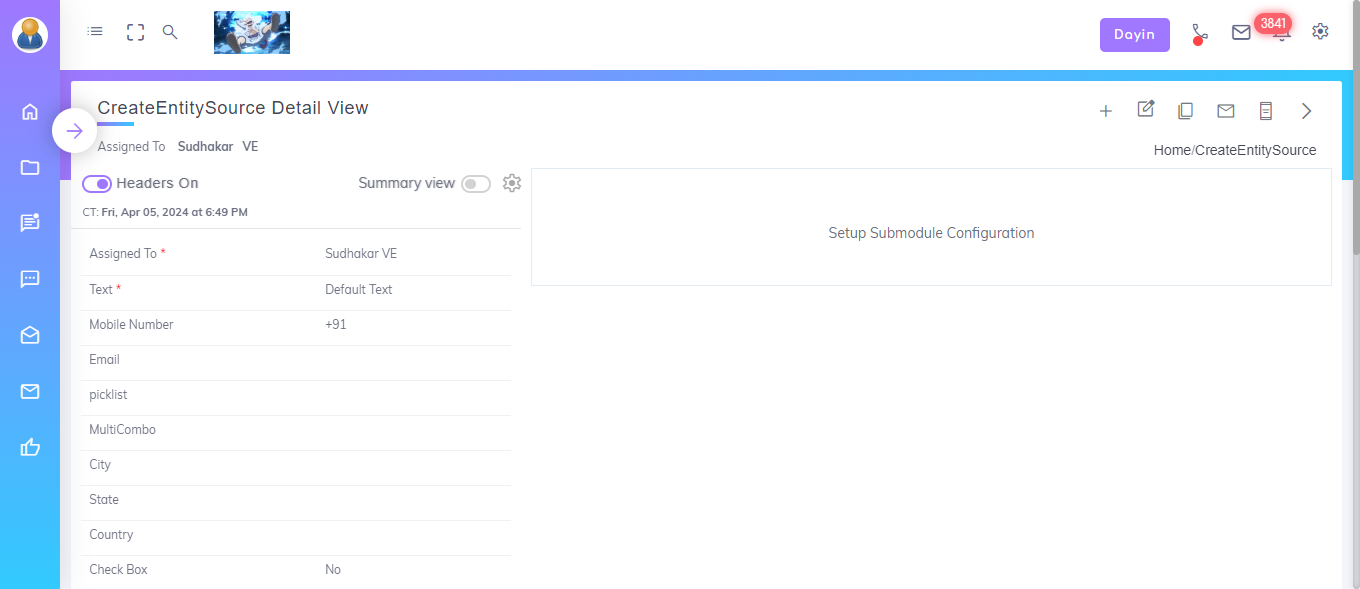 Dayin
3841
CreateEntitySource Detail View
Assigned To Sudhakar VE
Home/CreateEntitySource
Headers On
Summary view
CT: Fri, Apr 05, 2024 at 6:49 PM
Setup Submodule Configuration
Assigned To * Sudhakar VE
Text * Default Text
Mobile Number +91
Email
picklist
MultiCombo
City
State
Country
Check Box No